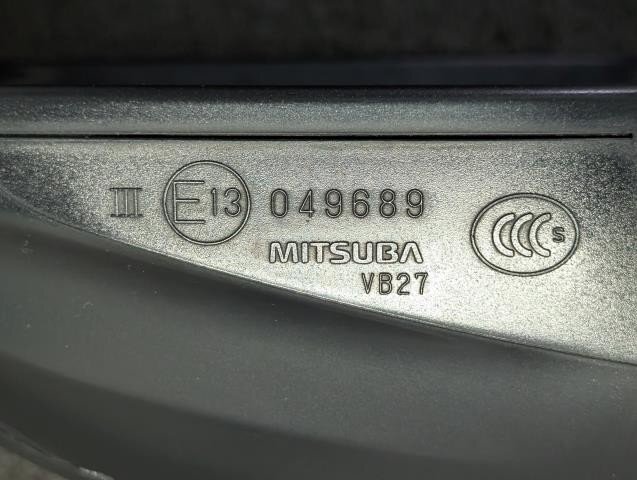 III E13 049689
MITSUBA
VB27
CCC S